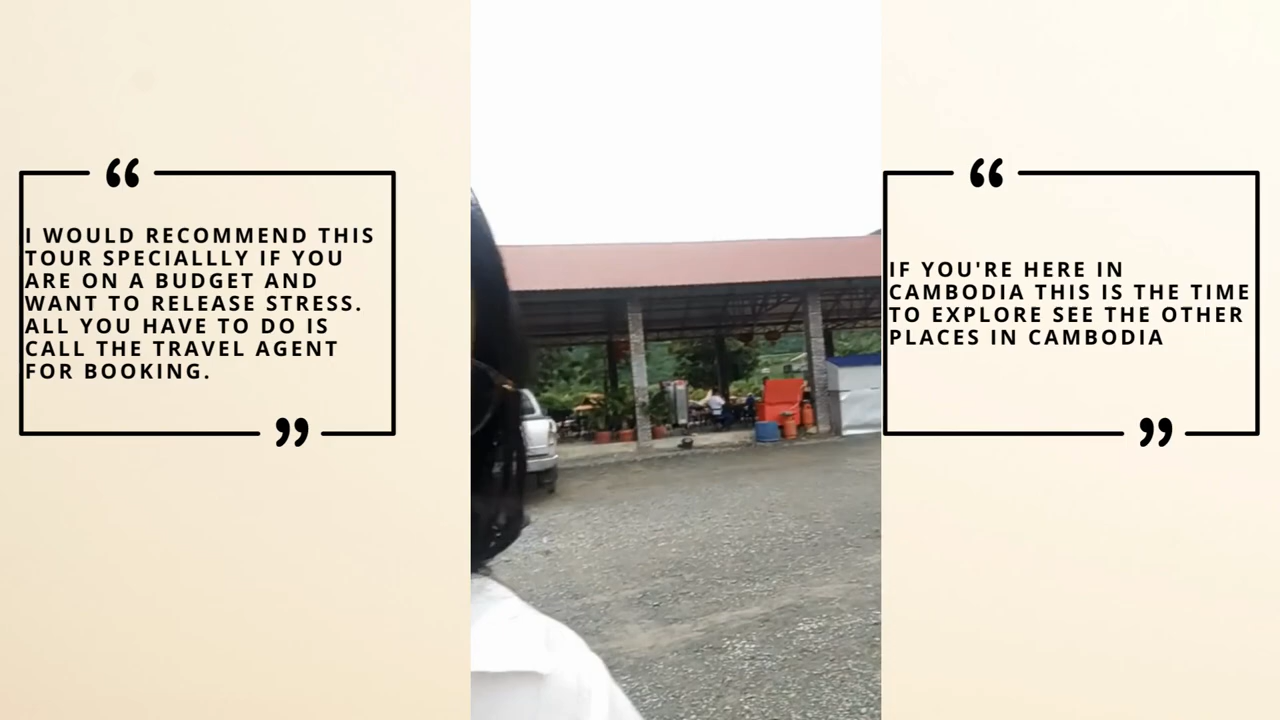 I WOULD RECOMMEND THIS
TOUR SPECIALLLY IF YOU
ARE ON A BUDGET AND
WANT TO RELEASE STRESS.
ALL YOU HAVE TO DO IS
CALL THE TRAVEL AGENT
FOR BOOKING.
IF YOU'RE HERE IN
CAMBODIA THIS IS THE TIME
TO EXPLORE SEE THE OTHER
PLACES IN CAMBODIA